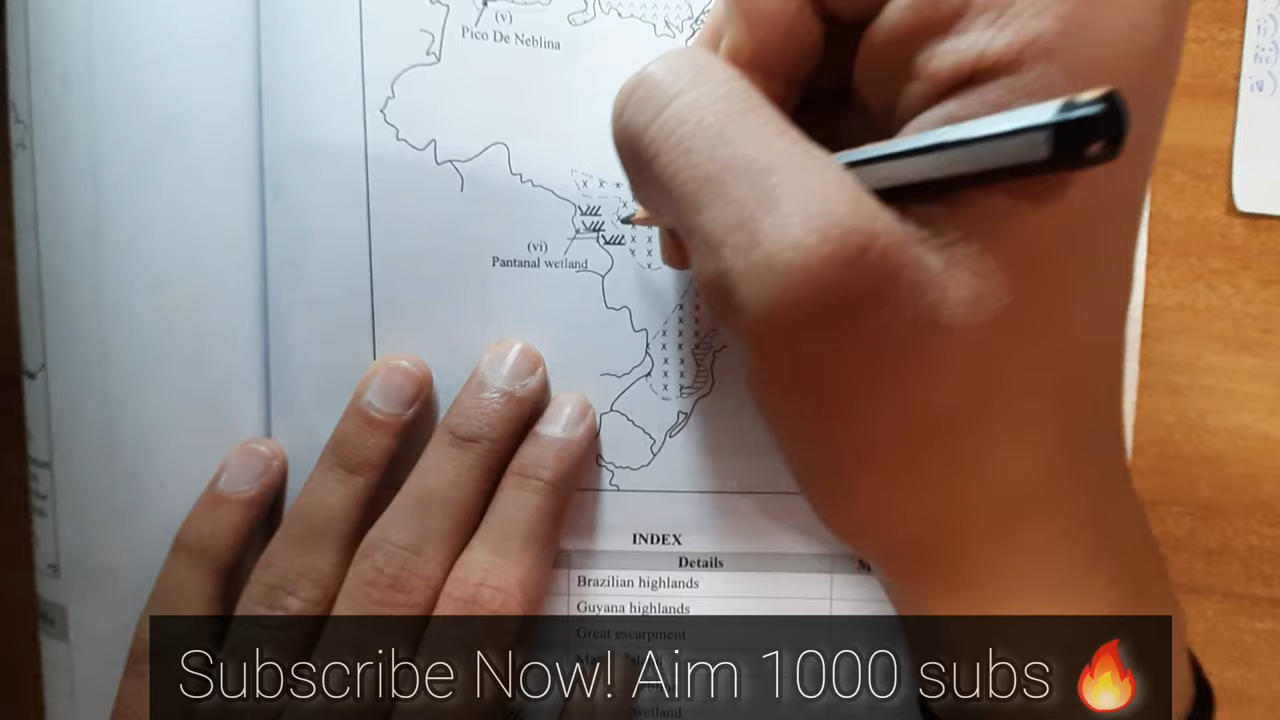 (v)
Pico De Neblina
(vi)
Pantanal wetland
INDEX
Details
Brazilian highlands
Guyana highlands
Great escarpment
wetland
Subscribe Now! Aim 1000 subs 🔥